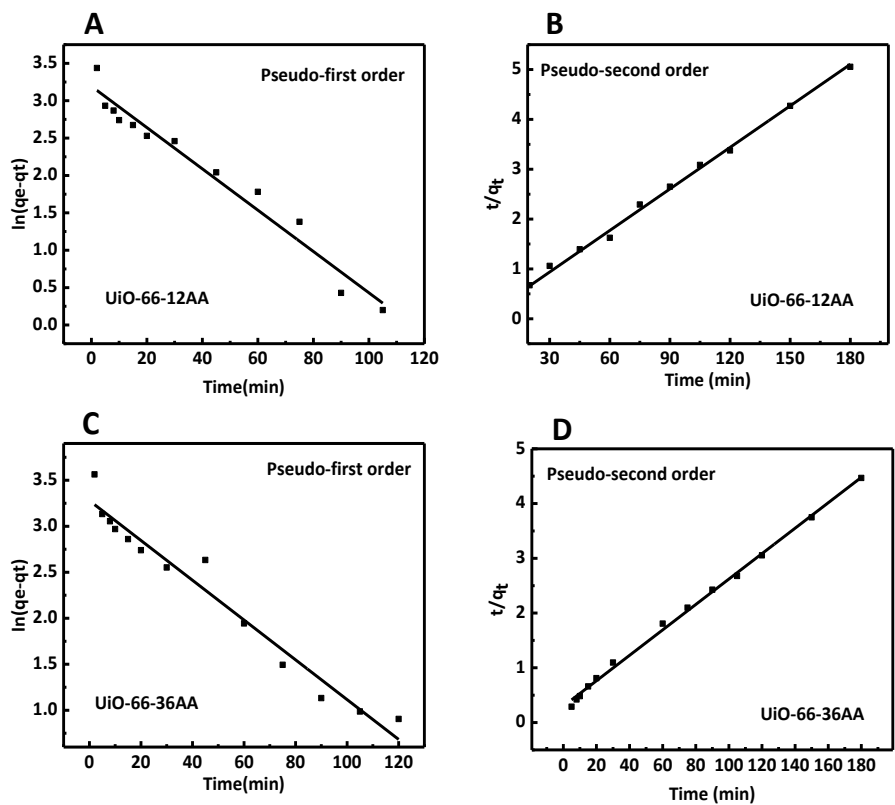 A
Pseudo-first order
ln(qe-qt)
3.5
3.0
2.5
2.0
1.5
1.0
0.5
0.0
UiO-66-12AA
0 20 40 60 80 100 120
Time(min)
B
Pseudo-second order
t/qt
5
4
3
2
1
0
UiO-66-12AA
30 60 90 120 150 180
Time (min)
C
Pseudo-first order
ln(qe-qt)
3.5
3.0
2.5
2.0
1.5
1.0
UiO-66-36AA
0 20 40 60 80 100 120
Time(min)
D
Pseudo-second order
t/qt
5
4
3
2
1
0
UiO-66-36AA
0 20 40 60 80 100 120 140 160 180
Time (min)